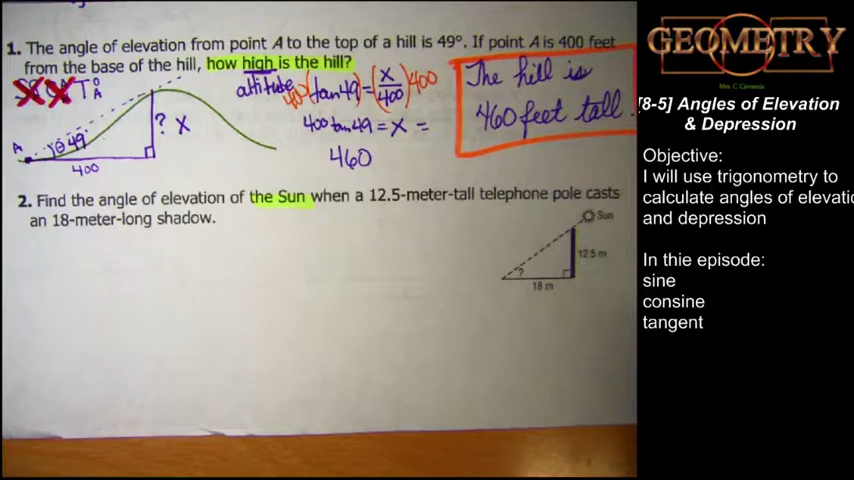 1. The angle of elevation from point A to the top of a hill is 49°. If point A is 400 feet
from the base of the hill, how high is the hill?
SOH CAH T O A
altitude
400 (tan49) = (x/400) 400
400 tan 49 = x =
460
The hill is
460 feet tall.
A
θ 49
400
? x
2. Find the angle of elevation of the Sun when a 12.5-meter-tall telephone pole casts
an 18-meter-long shadow.
Sun
?
12.5 m
18 m
GEOMETRY
Mrs. C Cameros
[8-5] Angles of Elevation
& Depression
Objective:
I will use trigonometry to
calculate angles of elevatio
and depression
In thie episode:
sine
consine
tangent